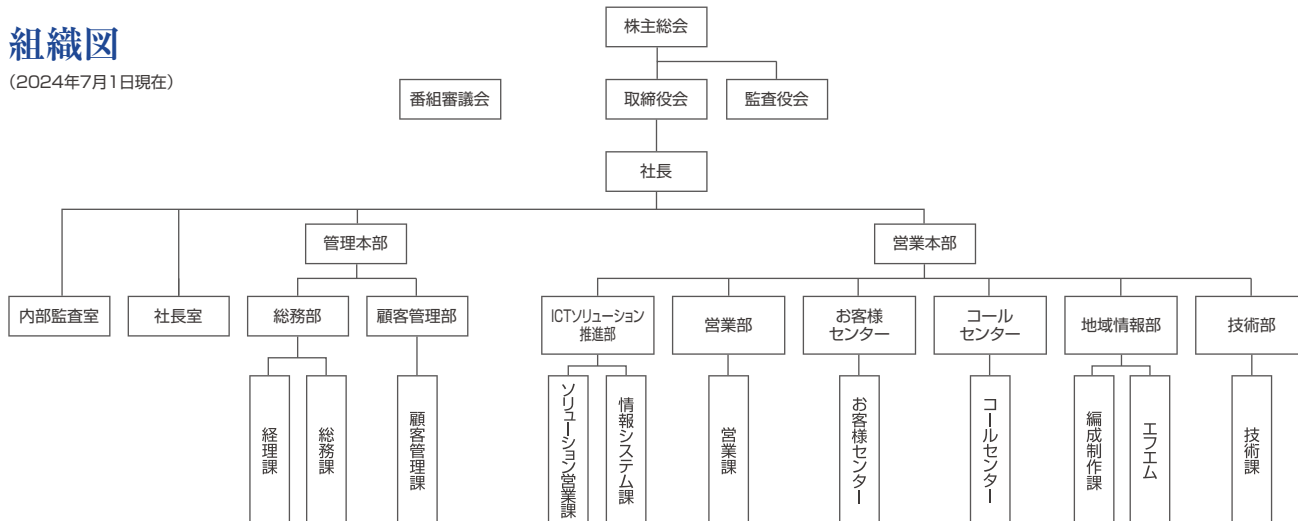 組織図
(2024年7月1日現在)
株主総会
番組審議会
取締役会
監査役会
社長
管理本部
営業本部
内部監査室
社長室
総務部
顧客管理部
ICTソリューション
推進部
営業部
お客様
センター
コール
センター
地域情報部
技術部
経理課
総務課
顧客管理課
ソリューション営業課
情報システム課
営業課
お客様センター
コールセンター
編成制作課
エフエム
技術課